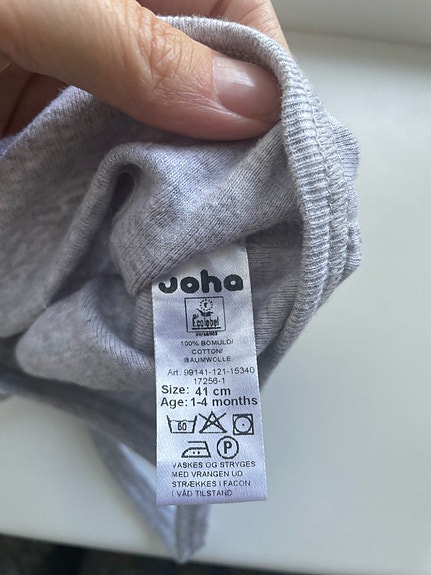 Joha
Ecolabel
100% BOMULD/
COTTON/
BAUMWOLLE
Art. 99141-121-15340
17256-1
Size: 41 cm
Age: 1-4 months
60
P
VASKES OG STRYGES
MED VRANGEN UD
STRÆKKES I FACON
I VÅD TILSTAND